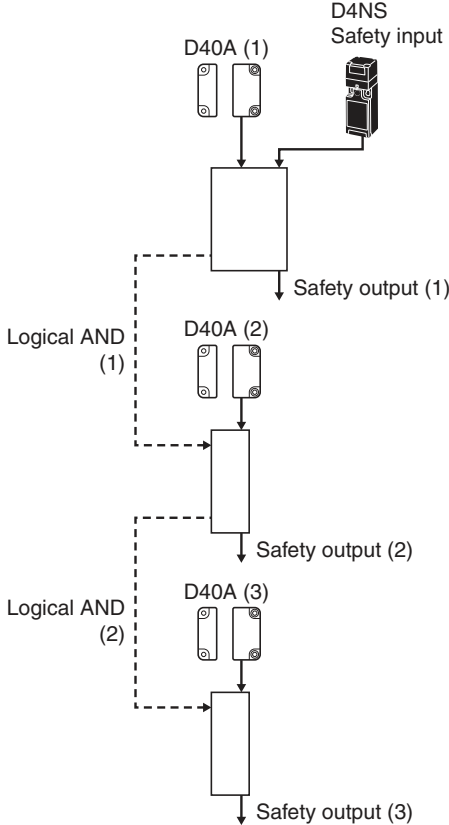 D4NS
Safety input
D40A (1)
Safety output (1)
Logical AND
(1)
D40A (2)
Safety output (2)
Logical AND
(2)
D40A (3)
Safety output (3)